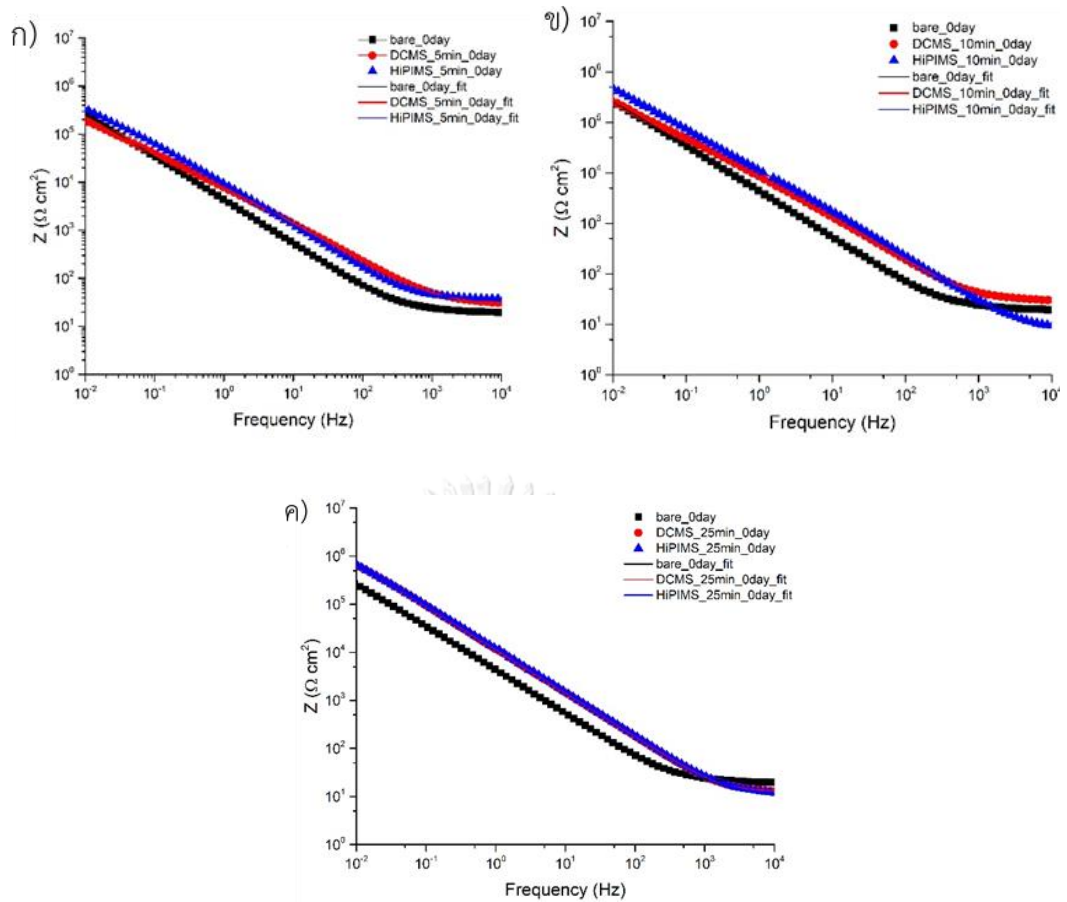 ก)
bare_0day
DCMS_5min_0day
HiPIMS_5min_0day
bare_0day_fit
DCMS_5min_0day_fit
HiPIMS_5min_0day_fit
10⁷
10⁶
10⁵
10⁴
10³
10²
10¹
10⁰
Z (Ω cm²)
10⁻² 10⁻¹ 10⁰ 10¹ 10² 10³ 10⁴
Frequency (Hz)
ข)
bare_0day
DCMS_10min_0day
HiPIMS_10min_0day
bare_0day_fit
DCMS_10min_0day_fit
HiPIMS_10min_0day_fit
10⁷
10⁶
10⁵
10⁴
10³
10²
10¹
10⁰
Z (Ω cm²)
10⁻² 10⁻¹ 10⁰ 10¹ 10² 10³ 10⁴
Frequency (Hz)
ค)
bare_0day
DCMS_25min_0day
HiPIMS_25min_0day
bare_0day_fit
DCMS_25min_0day_fit
HiPIMS_25min_0day_fit
10⁷
10⁶
10⁵
10⁴
10³
10²
10¹
10⁰
Z (Ω cm²)
10⁻² 10⁻¹ 10⁰ 10¹ 10² 10³ 10⁴
Frequency (Hz)